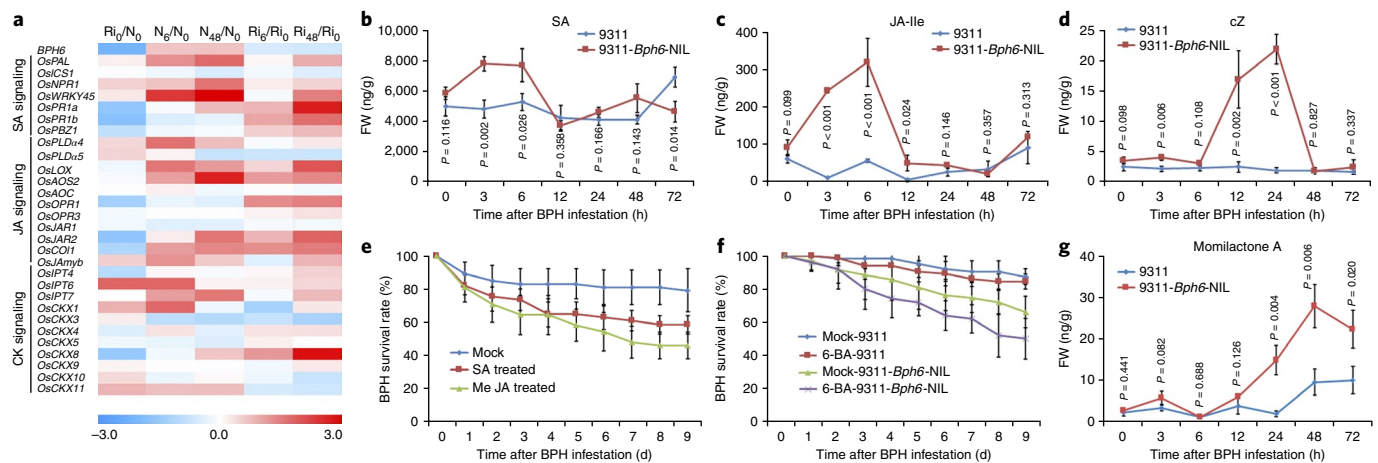 a
Ri0/N0 N6/N0 N48/N0 Ri6/Ri0 Ri48/Ri0
SA signaling
BPH6
OsPAL
OsICS1
OsNPR1
OsWRKY45
OsPR1a
OsPR1b
OsPBZ1
JA signaling
OsPLDα4
OsPLDα5
OsLOX
OsAOS2
OsAOC
OsOPR1
OsOPR3
OsJAR1
OsJAR2
OsCOI1
OsJAmyb
CK signaling
OsIPT4
OsIPT6
OsIPT7
OsCKX1
OsCKX3
OsCKX4
OsCKX5
OsCKX8
OsCKX9
OsCKX10
OsCKX11
−3.0 0.0 3.0
b
SA
9311
9311-Bph6-NIL
FW (ng/g)
10,000
8,000
6,000
4,000
2,000
0
P = 0.116
P = 0.002
P = 0.026
P = 0.358
P = 0.166
P = 0.143
P = 0.014
0 3 6 12 24 48 72
Time after BPH infestation (h)
c
JA-Ile
9311
9311-Bph6-NIL
FW (ng/g)
400
300
200
100
0
P = 0.099
P < 0.001
P < 0.001
P = 0.024
P = 0.146
P = 0.357
P = 0.313
0 3 6 12 24 48 72
Time after BPH infestation (h)
d
cZ
9311
9311-Bph6-NIL
FW (ng/g)
25
20
15
10
5
0
P = 0.098
P = 0.006
P = 0.108
P = 0.002
P < 0.001
P = 0.827
P = 0.337
0 3 6 12 24 48 72
Time after BPH infestation (h)
e
BPH survival rate (%)
100
80
60
40
20
0
Mock
SA treated
Me JA treated
0 1 2 3 4 5 6 7 8 9
Time after BPH infestation (d)
f
BPH survival rate (%)
100
80
60
40
20
0
Mock-9311
6-BA-9311
Mock-9311-Bph6-NIL
6-BA-9311-Bph6-NIL
0 1 2 3 4 5 6 7 8 9
Time after BPH infestation (d)
g
Momilactone A
9311
9311-Bph6-NIL
FW (ng/g)
40
30
20
10
0
P = 0.441
P = 0.082
P = 0.688
P = 0.126
P = 0.004
P = 0.006
P = 0.020
0 3 6 12 24 48 72
Time after BPH infestation (h)